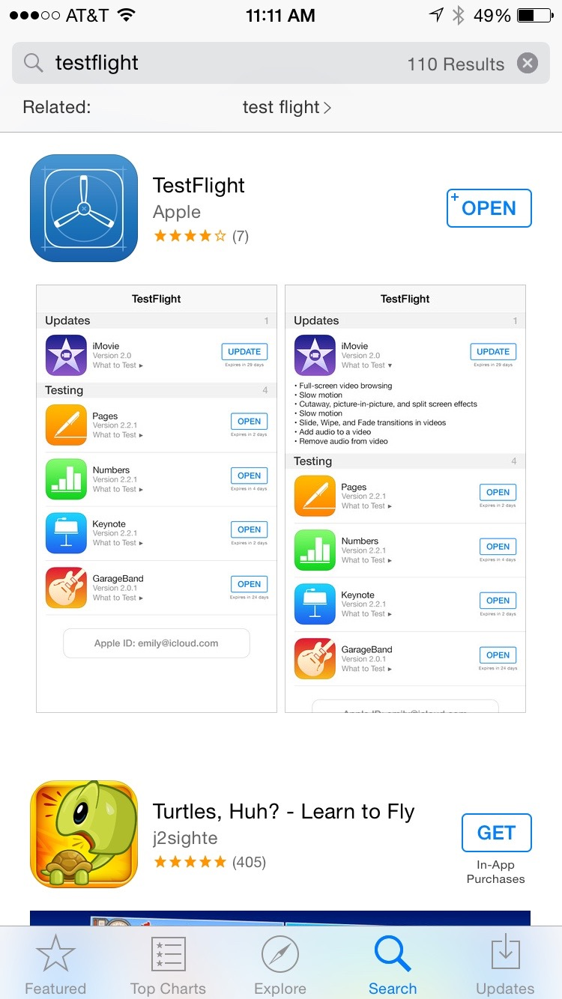 AT&T 11:11 AM 49%
testflight 110 Results
Related: test flight
TestFlight
Apple
(7)
+ OPEN
TestFlight
Updates 1
iMovie
Version 2.0
What to Test ▸
UPDATE
Expires in 29 days
Testing 4
Pages
Version 2.2.1
What to Test ▸
OPEN
Expires in 2 days
Numbers
Version 2.2.1
What to Test ▸
OPEN
Expires in 4 days
Keynote
Version 2.2.1
What to Test ▸
OPEN
Expires in 2 days
GarageBand
Version 2.0.1
What to Test ▸
OPEN
Expires in 24 days
Apple ID: emily@icloud.com
TestFlight
Updates 1
iMovie
Version 2.0
What to Test ▾
UPDATE
Expires in 29 days
• Full-screen video browsing
• Slow motion
• Cutaway, picture-in-picture, and split screen effects
• Slow motion
• Slide, Wipe, and Fade transitions in videos
• Add audio to a video
• Remove audio from video
Testing 4
Pages
Version 2.2.1
What to Test ▸
OPEN
Expires in 2 days
Numbers
Version 2.2.1
What to Test ▸
OPEN
Expires in 4 days
Keynote
Version 2.2.1
What to Test ▸
OPEN
Expires in 2 days
GarageBand
Version 2.0.1
What to Test ▸
OPEN
Expires in 24 days
Apple ID: emily@icloud.com
Turtles, Huh? - Learn to Fly
j2sighte
(405)
GET
In-App
Purchases
Featured Top Charts Explore Search Updates